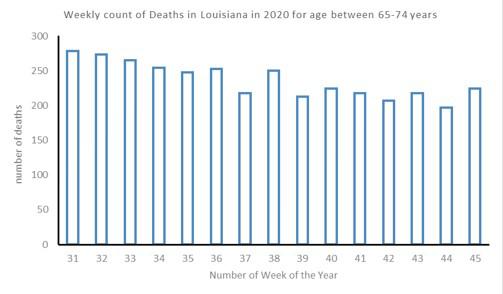 Weekly count of Deaths in Louisiana in 2020 for age between 65-74 years
300
250
200
150
100
50
0
number of deaths
31 32 33 34 35 36 37 38 39 40 41 42 43 44 45
Number of Week of the Year